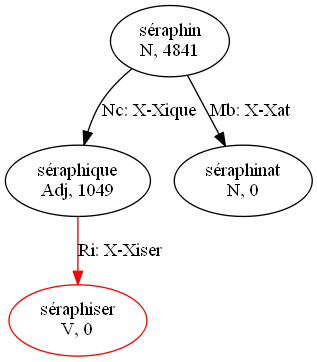 séraphin
N, 4841
Nc: X-Xique
Mb: X-Xat
séraphique
Adj, 1049
séraphinat
N, 0
Ri: X-Xiser
séraphiser
V, 0